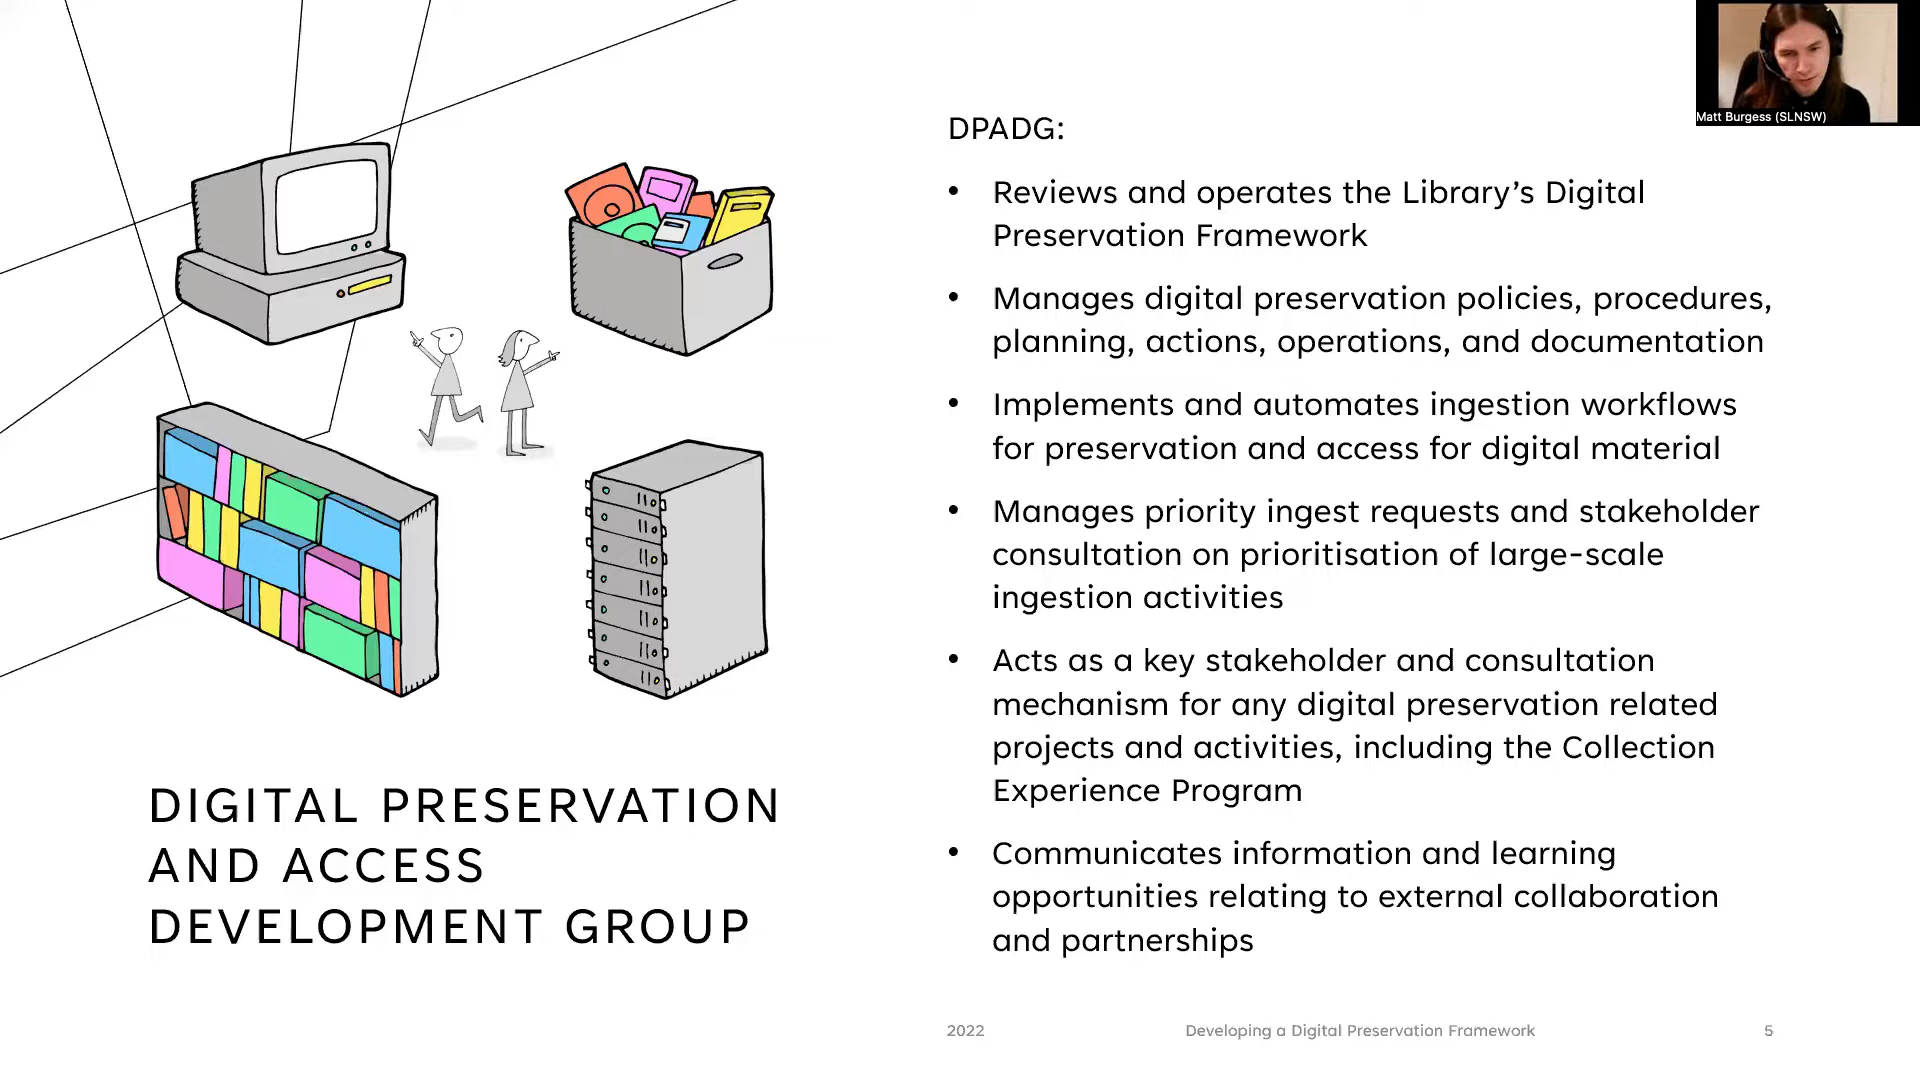 Matt Burgess (SLNSW)
DPADG:
• Reviews and operates the Library’s Digital
Preservation Framework
• Manages digital preservation policies, procedures,
planning, actions, operations, and documentation
• Implements and automates ingestion workflows
for preservation and access for digital material
• Manages priority ingest requests and stakeholder
consultation on prioritisation of large-scale
ingestion activities
• Acts as a key stakeholder and consultation
mechanism for any digital preservation related
projects and activities, including the Collection
Experience Program
• Communicates information and learning
opportunities relating to external collaboration
and partnerships
DIGITAL PRESERVATION
AND ACCESS
DEVELOPMENT GROUP
2022 Developing a Digital Preservation Framework 5